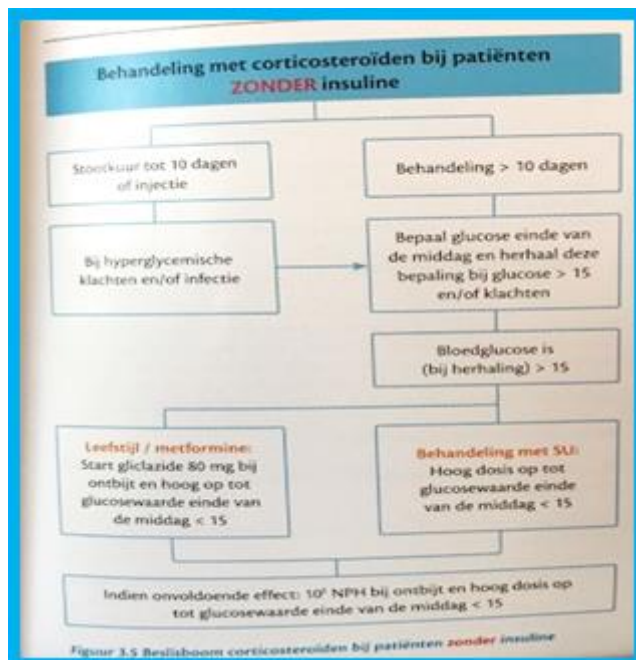 Behandeling met corticosteroïden bij patiënten
ZONDER insuline
Stootkuur tot 10 dagen
of injectie
Behandeling > 10 dagen
Bij hyperglycemische
klachten en/of infectie
Bepaal glucose einde van
de middag en herhaal deze
bepaling bij glucose > 15
en/of klachten
Bloedglucose is
(bij herhaling) > 15
Leefstijl / metformine:
Start gliclazide 80 mg bij
ontbijt en hoog op tot
glucosewaarde einde van
de middag < 15
Behandeling met SU:
Hoog dosis op tot
glucosewaarde einde
van de middag < 15
Indien onvoldoende effect: 10ᴱ NPH bij ontbijt en hoog dosis op
tot glucosewaarde einde van de middag < 15
Figuur 3.5 Beslisboom corticosteroïden bij patiënten zonder insuline